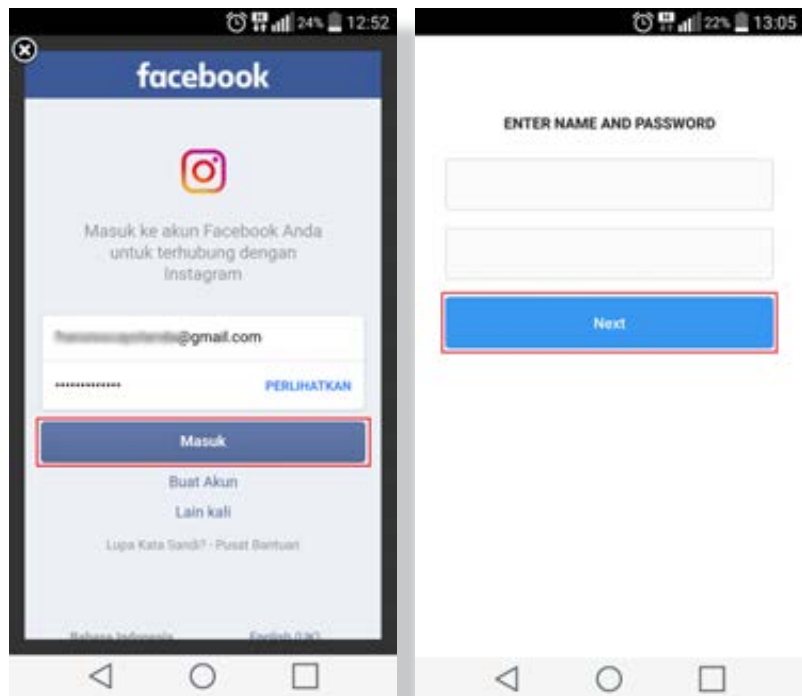 24% 12:52
facebook
Masuk ke akun Facebook Anda
untuk terhubung dengan
Instagram
@gmail.com
PERLIHATKAN
Masuk
Buat Akun
Lain kali
Lupa Kata Sandi? · Pusat Bantuan
Bahasa Indonesia English (UK)
22% 13:05
ENTER NAME AND PASSWORD
Next